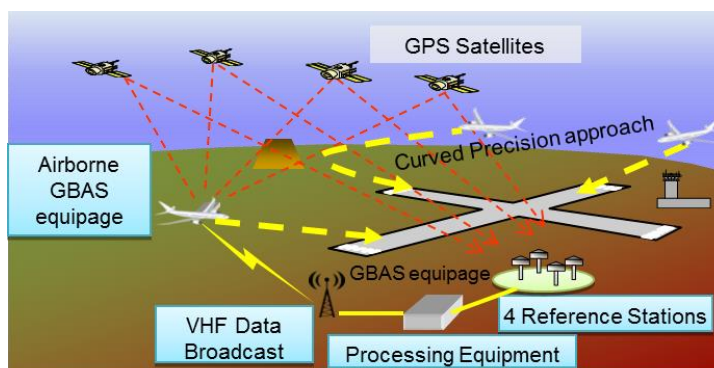 GPS Satellites
Curved Precision approach
Airborne
GBAS
equipage
GBAS equipage
4 Reference Stations
VHF Data
Broadcast
Processing Equipment